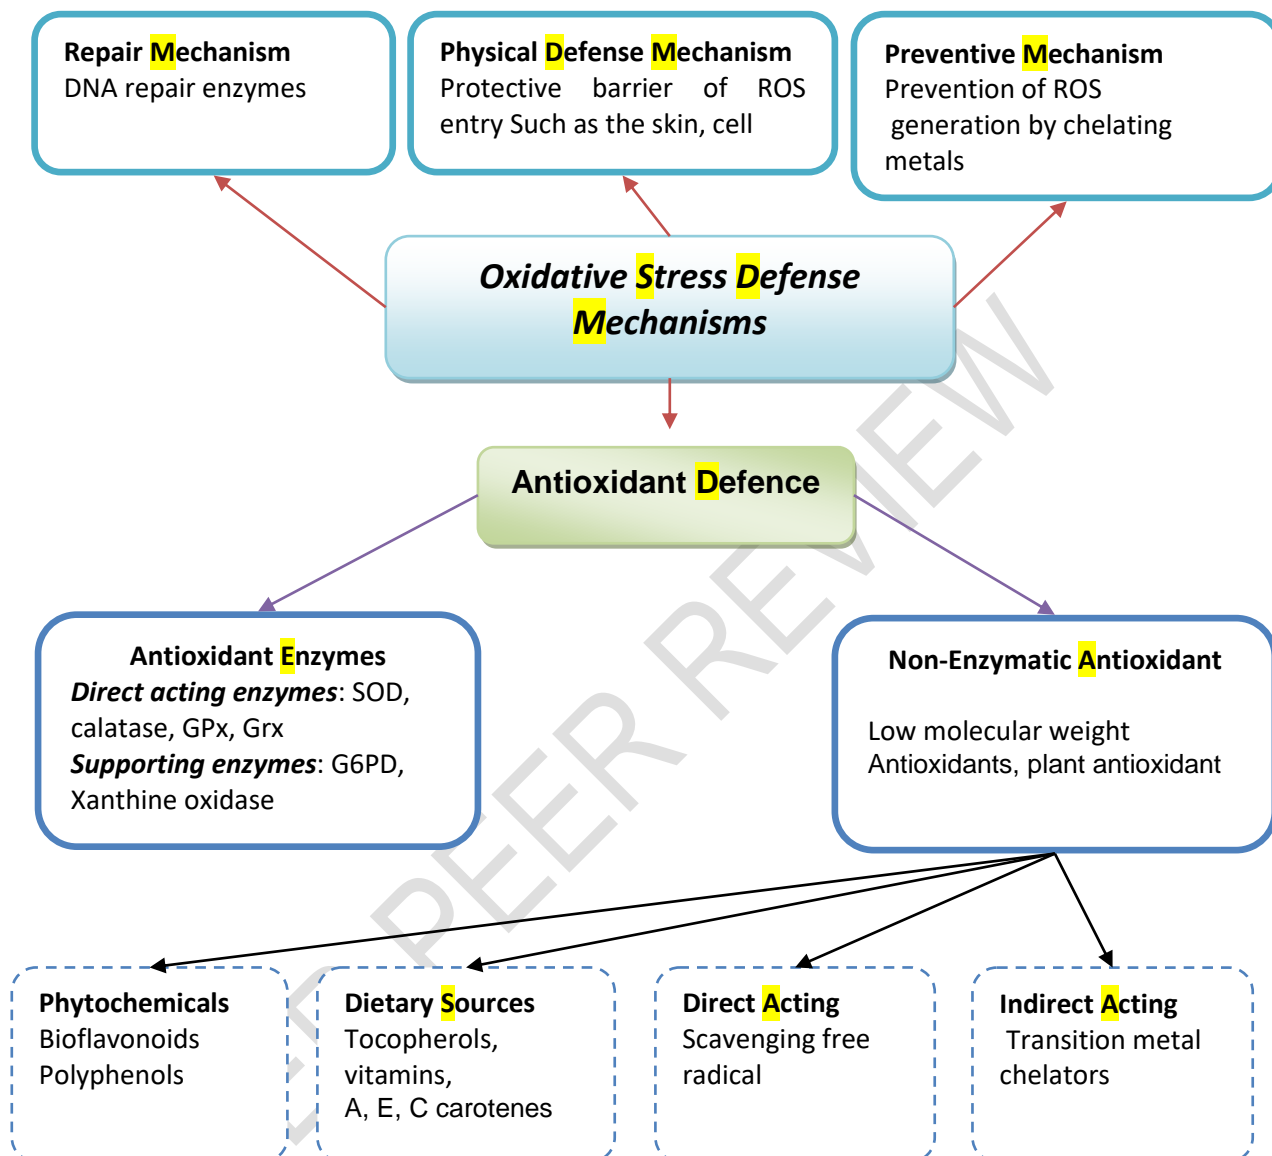 Repair Mechanism
DNA repair enzymes
Physical Defense Mechanism
Protective barrier of ROS
entry Such as the skin, cell
Preventive Mechanism
Prevention of ROS
generation by chelating
metals
Oxidative Stress Defense
Mechanisms
Antioxidant Defence
Antioxidant Enzymes
Direct acting enzymes: SOD,
calatase, GPx, Grx
Supporting enzymes: G6PD,
Xanthine oxidase
Non-Enzymatic Antioxidant
Low molecular weight
Antioxidants, plant antioxidant
Phytochemicals
Bioflavonoids
Polyphenols
Dietary Sources
Tocopherols,
vitamins,
A, E, C carotenes
Direct Acting
Scavenging free
radical
Indirect Acting
Transition metal
chelators
PEER REVIEW